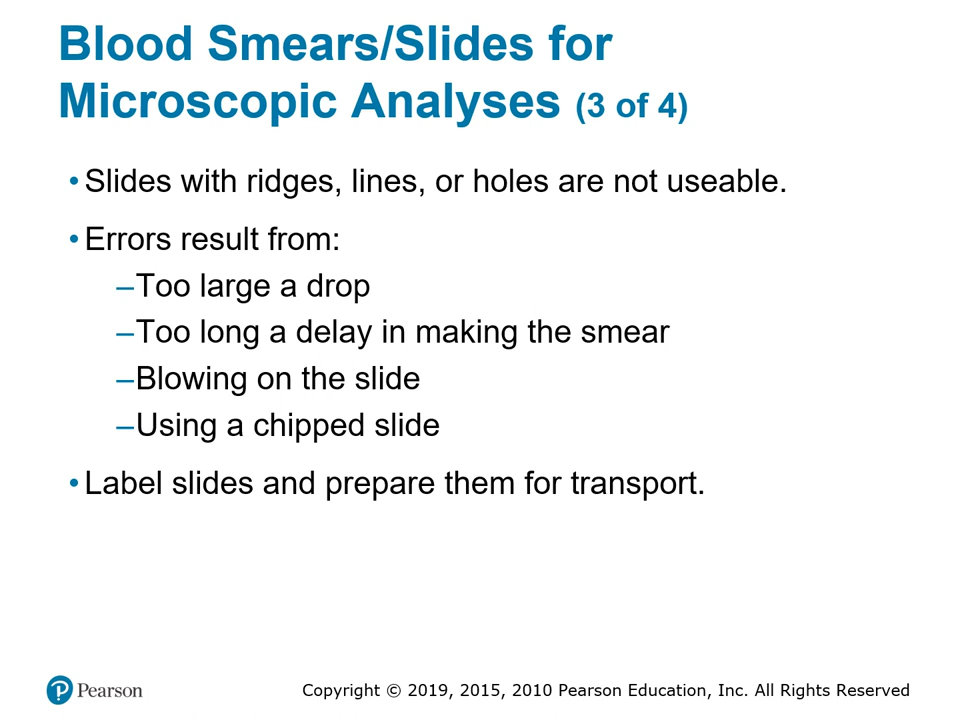 Blood Smears/Slides for
Microscopic Analyses (3 of 4)
• Slides with ridges, lines, or holes are not useable.
• Errors result from:
–Too large a drop
–Too long a delay in making the smear
–Blowing on the slide
–Using a chipped slide
• Label slides and prepare them for transport.
Pearson
Copyright © 2019, 2015, 2010 Pearson Education, Inc. All Rights Reserved